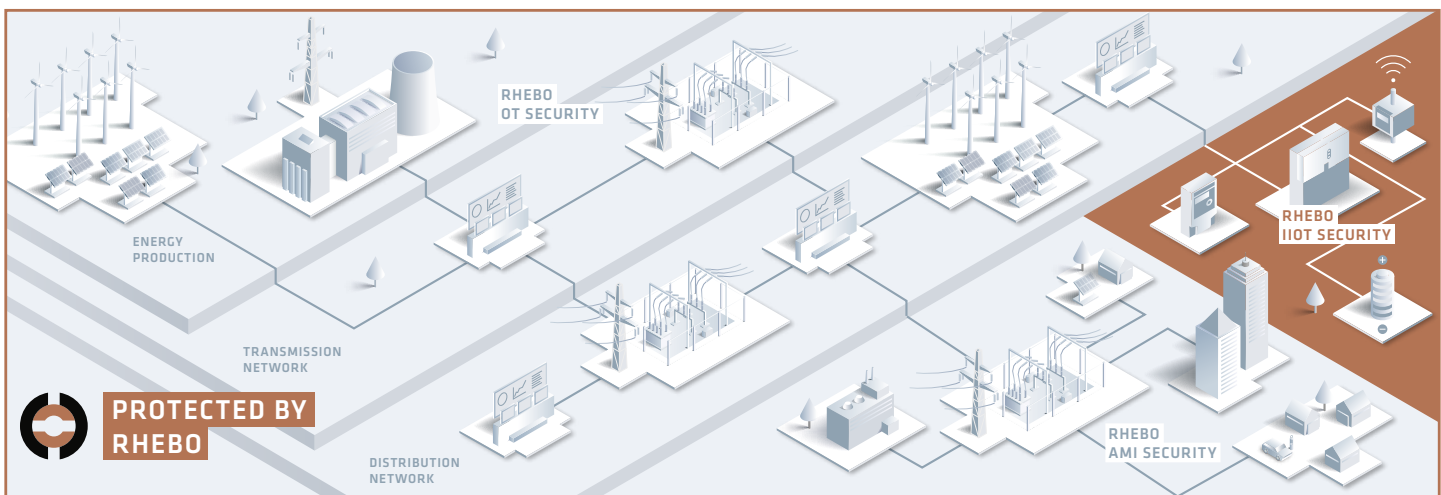 RHEBO
OT SECURITY
RHEBO
IIOT SECURITY
ENERGY
PRODUCTION
TRANSMISSION
NETWORK
PROTECTED BY
RHEBO
RHEBO
AMI SECURITY
DISTRIBUTION
NETWORK